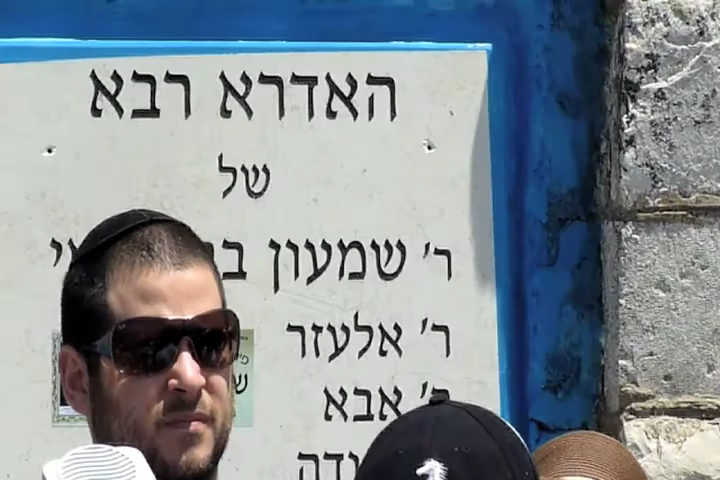 האדרא רבא
של
ר' שמעון
ר' אלעזר
ר' אבא